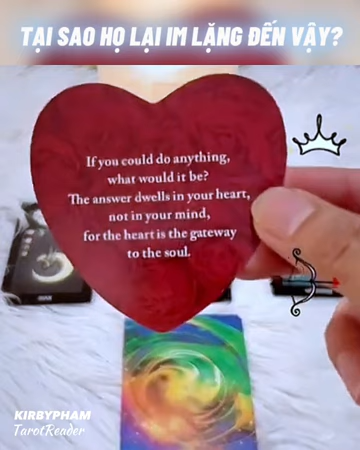 TẠI SAO HỌ LẠI IM LẶNG ĐẾN VẬY?
If you could do anything,
what would it be?
The answer dwells in your heart,
not in your mind,
for the heart is the gateway
to the soul.
KIRBYPHAM
TarotReader